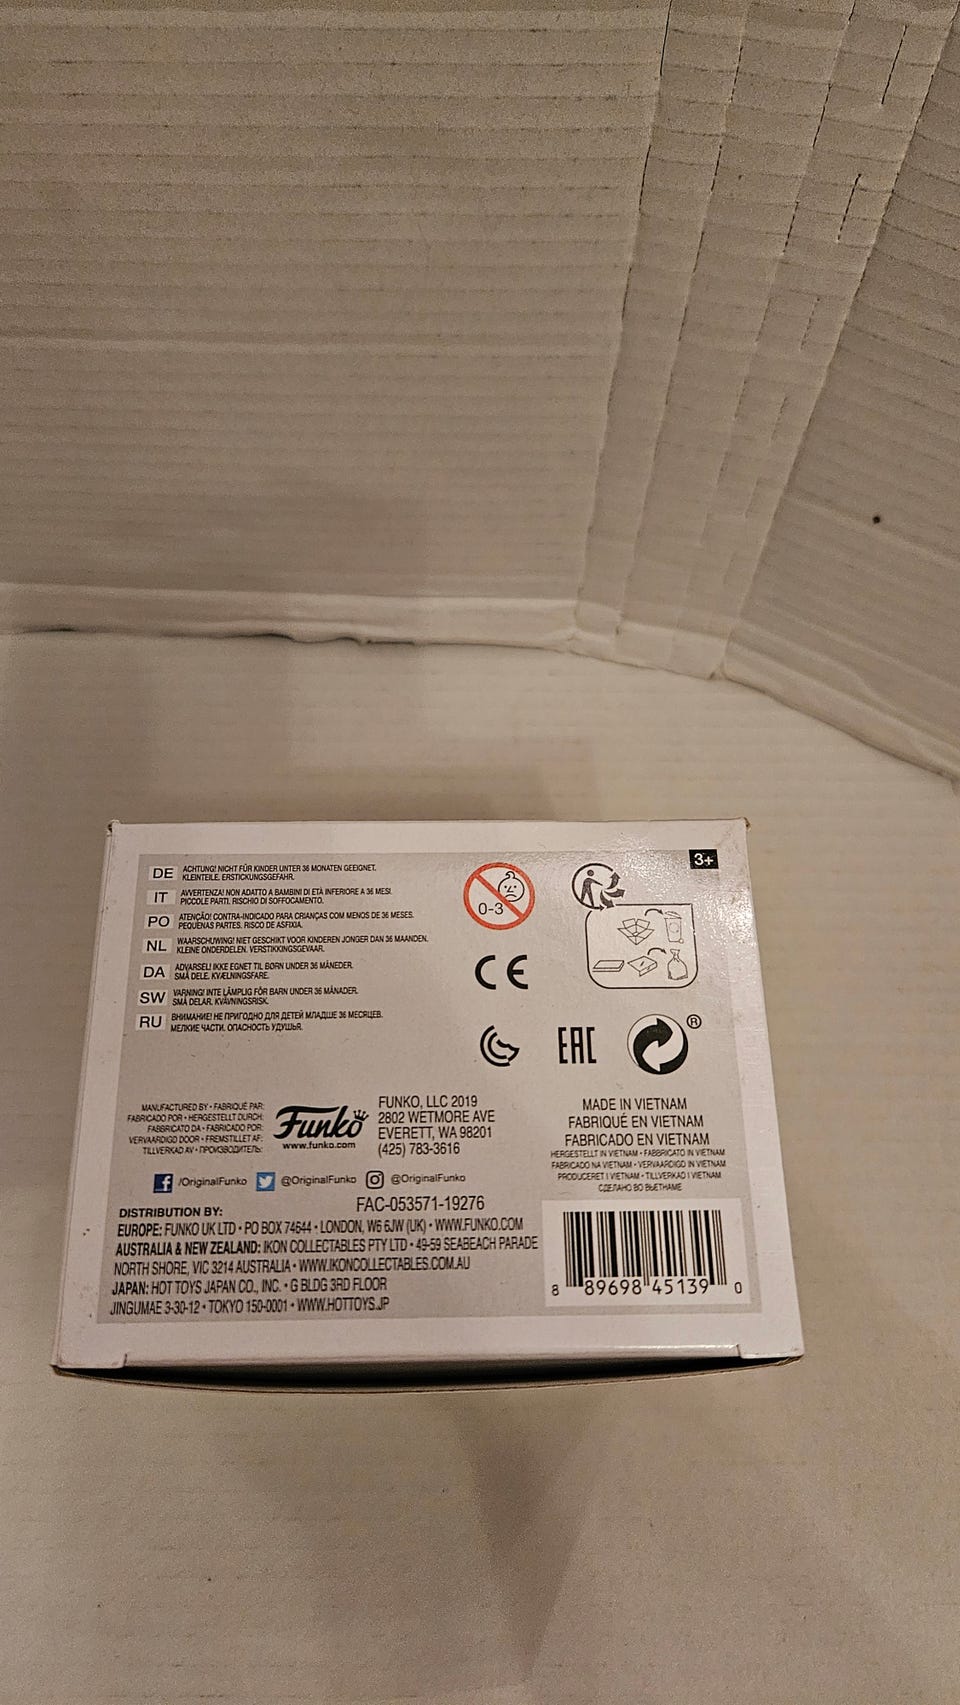 3+
DE ACHTUNG! NICHT FÜR KINDER UNTER 36 MONATEN GEEIGNET.
KLEINTEILE. ERSTICKUNGSGEFAHR.
IT AVVERTENZA! NON ADATTO A BAMBINI DI ETÀ INFERIORE A 36 MESI.
PICCOLE PARTI. RISCHIO DI SOFFOCAMENTO.
PO ATENÇÃO! CONTRA-INDICADO PARA CRIANÇAS COM MENOS DE 36 MESES.
PEQUENAS PARTES. RISCO DE ASFIXIA.
NL WAARSCHUWING! NIET GESCHIKT VOOR KINDEREN JONGER DAN 36 MAANDEN.
KLEINE ONDERDELEN. VERSTIKKINGSGEVAAR.
DA ADVARSEL! IKKE EGNET TIL BØRN UNDER 36 MÅNEDER.
SMÅ DELE. KVÆLNINGSFARE.
SW VARNING! INTE LÄMPLIG FÖR BARN UNDER 36 MÅNADER.
SMÅ DELAR. KVÄVNINGSRISK.
RU ВНИМАНИЕ! НЕ ПРИГОДНО ДЛЯ ДЕТЕЙ МЛАДШЕ 36 МЕСЯЦЕВ.
МЕЛКИЕ ЧАСТИ. ОПАСНОСТЬ УДУШЬЯ.
0-3
CE
EAC
®
MANUFACTURED BY • FABRIQUÉ PAR:
FABRICADO POR • HERGESTELLT DURCH:
FABBRICATO DA • FABRICADO POR:
VERVAARDIGD DOOR • FREMSTILLET AF:
TILLVERKAD AV • ПРОИЗВОДИТЕЛЬ:
Funko
www.funko.com
FUNKO, LLC 2019
2802 WETMORE AVE
EVERETT, WA 98201
(425) 783-3616
/OriginalFunko @OriginalFunko @OriginalFunko
FAC-053571-19276
DISTRIBUTION BY:
EUROPE: FUNKO UK LTD • PO BOX 74644 • LONDON, W6 6JW (UK) • WWW.FUNKO.COM
AUSTRALIA & NEW ZEALAND: IKON COLLECTABLES PTY LTD • 49-59 SEABEACH PARADE
NORTH SHORE, VIC 3214 AUSTRALIA • WWW.IKONCOLLECTABLES.COM.AU
JAPAN: HOT TOYS JAPAN CO., INC. • G BLDG 3RD FLOOR
JINGUMAE 3-30-12 • TOKYO 150-0001 • WWW.HOTTOYS.JP
MADE IN VIETNAM
FABRIQUÉ EN VIETNAM
FABRICADO EN VIETNAM
HERGESTELLT IN VIETNAM • FABBRICATO IN VIETNAM
FABRICADO NA VIETNAM • VERVAARDIGD IN VIETNAM
PRODUCERET I VIETNAM • TILLVERKAD I VIETNAM
СДЕЛАНО ВО ВЬЕТНАМЕ
8 89698 45139 0